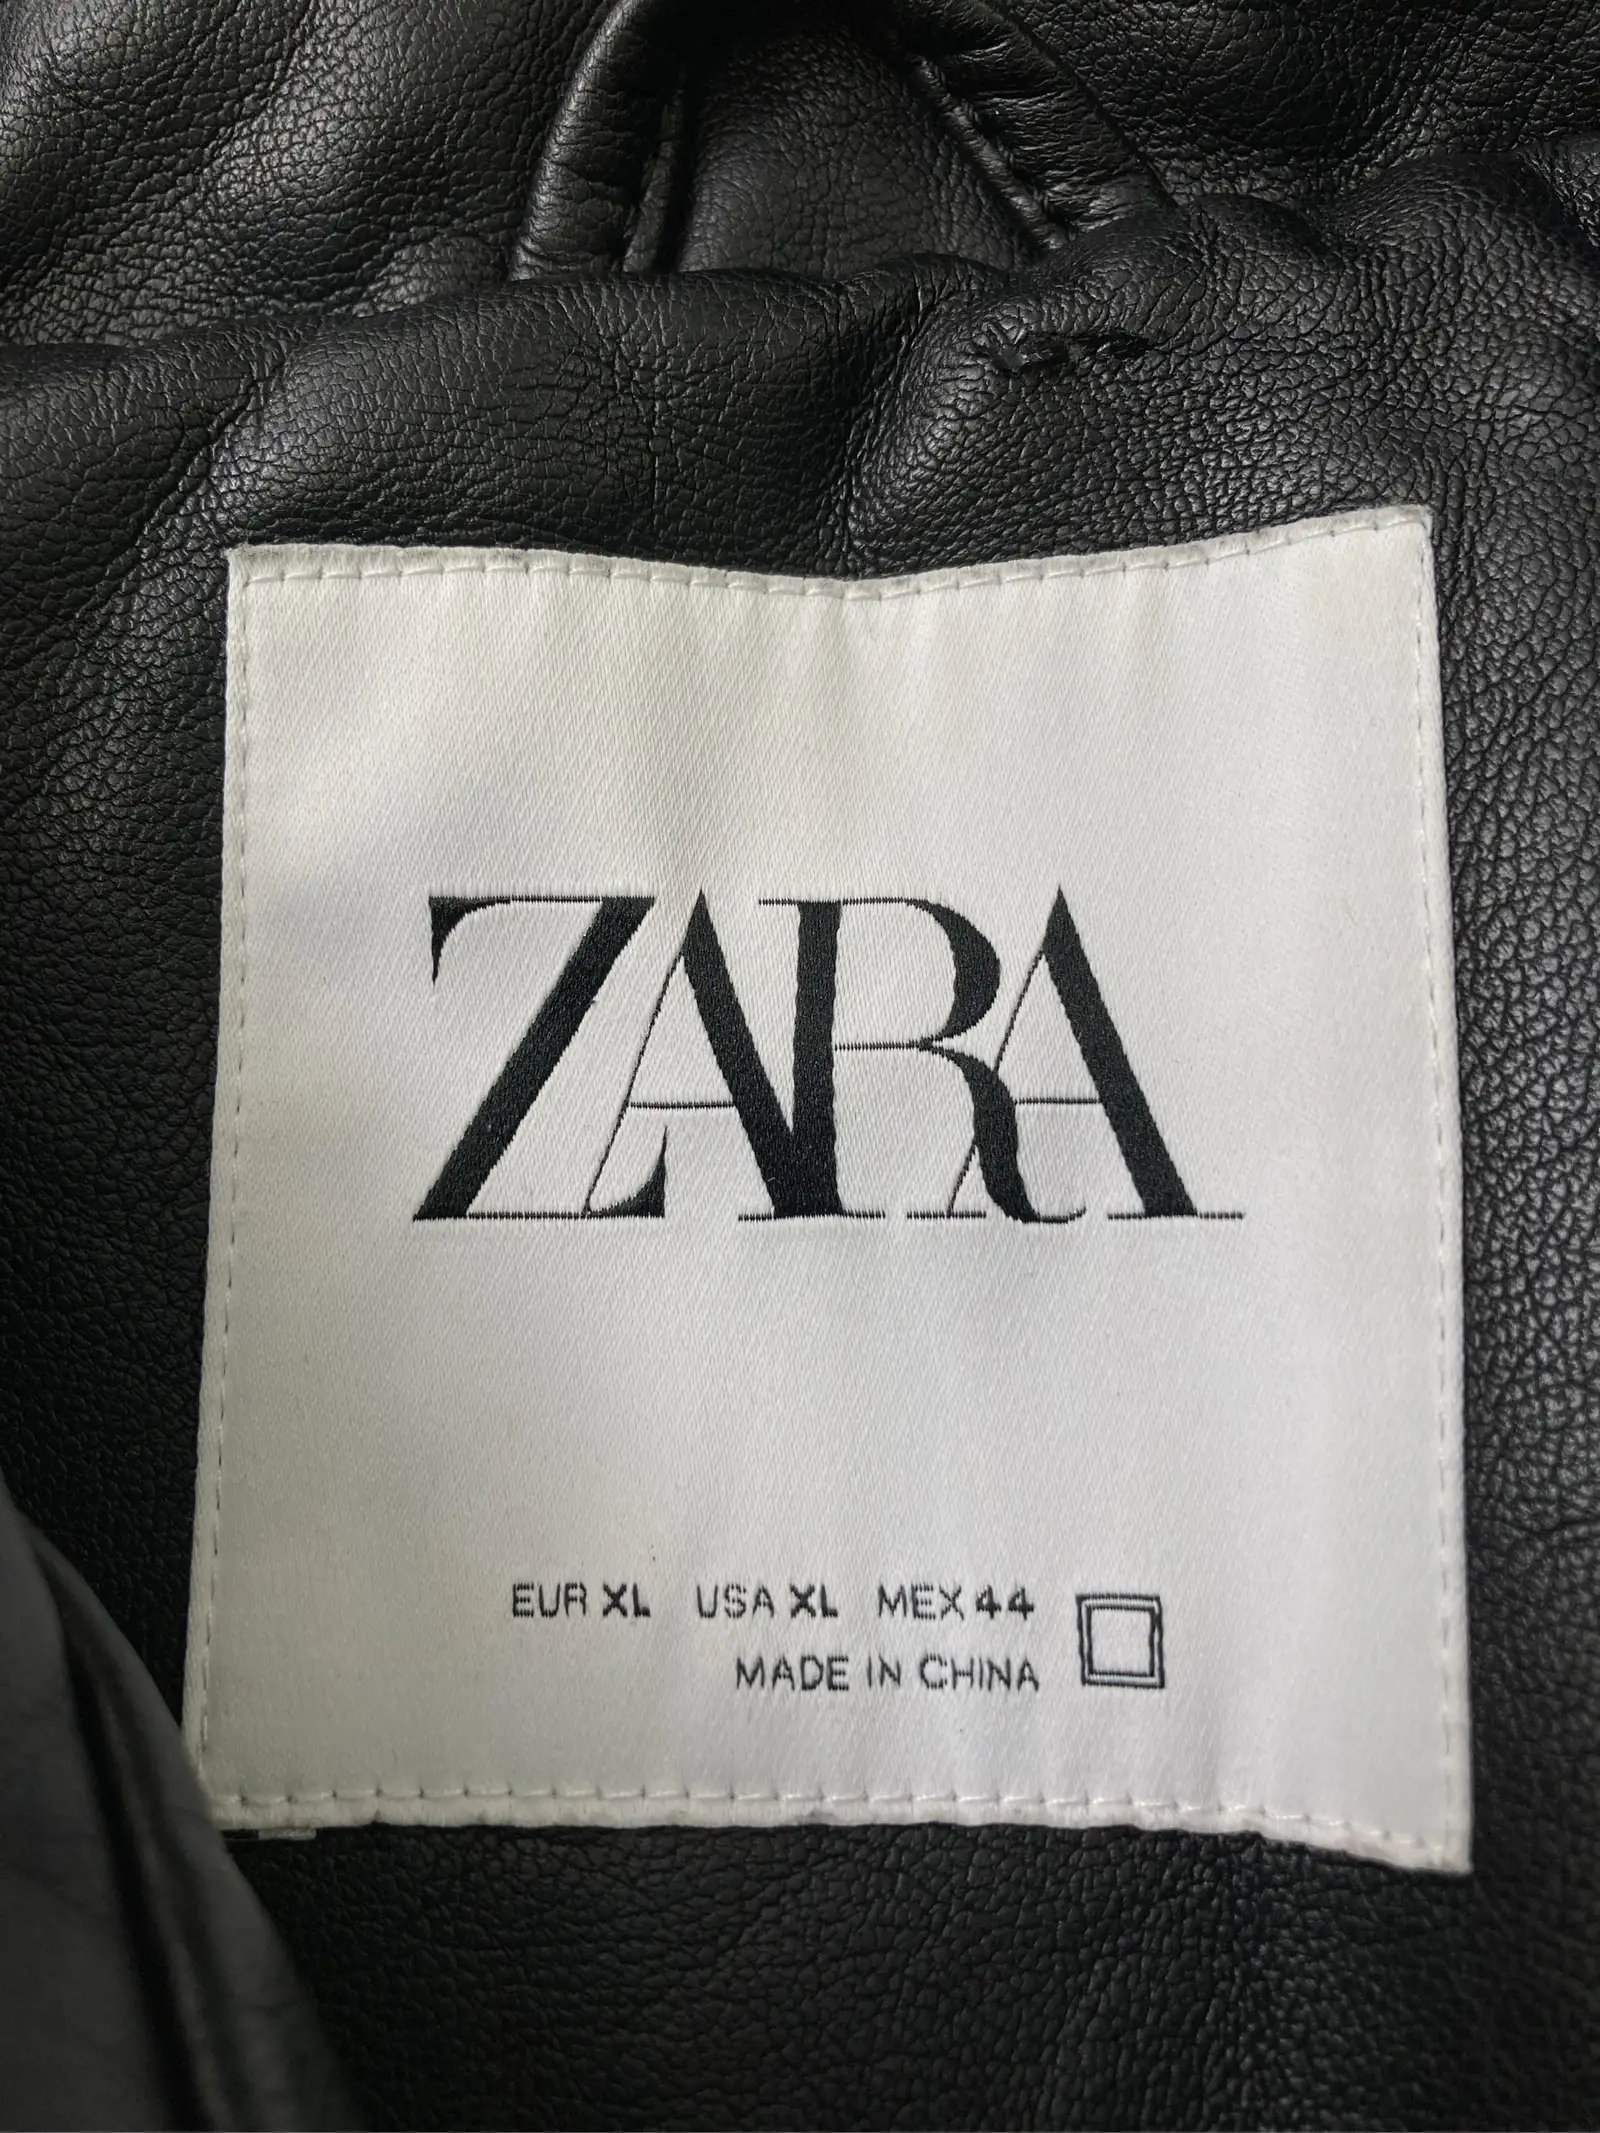 ZARA
EUR XL USA XL MEX 44
MADE IN CHINA